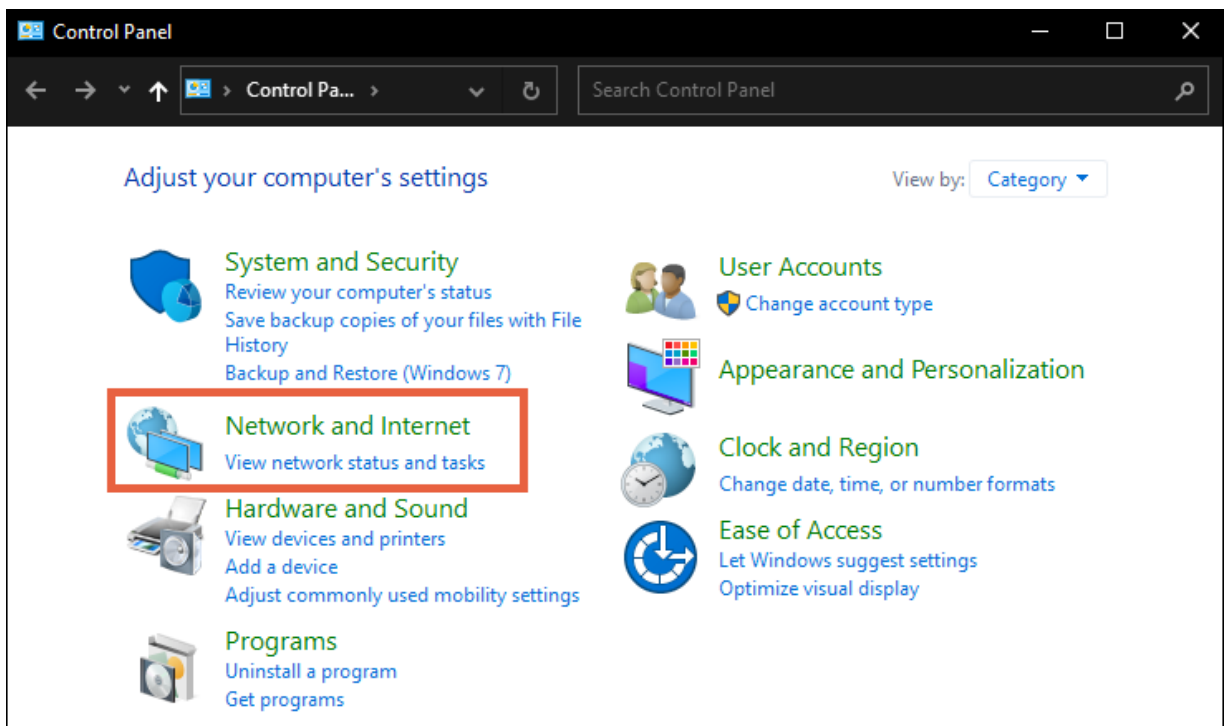 Control Panel
Control Pa...
Search Control Panel
Adjust your computer's settings
View by: Category
System and Security
Review your computer's status
Save backup copies of your files with File
History
Backup and Restore (Windows 7)
Network and Internet
View network status and tasks
Hardware and Sound
View devices and printers
Add a device
Adjust commonly used mobility settings
Programs
Uninstall a program
Get programs
User Accounts
Change account type
Appearance and Personalization
Clock and Region
Change date, time, or number formats
Ease of Access
Let Windows suggest settings
Optimize visual display